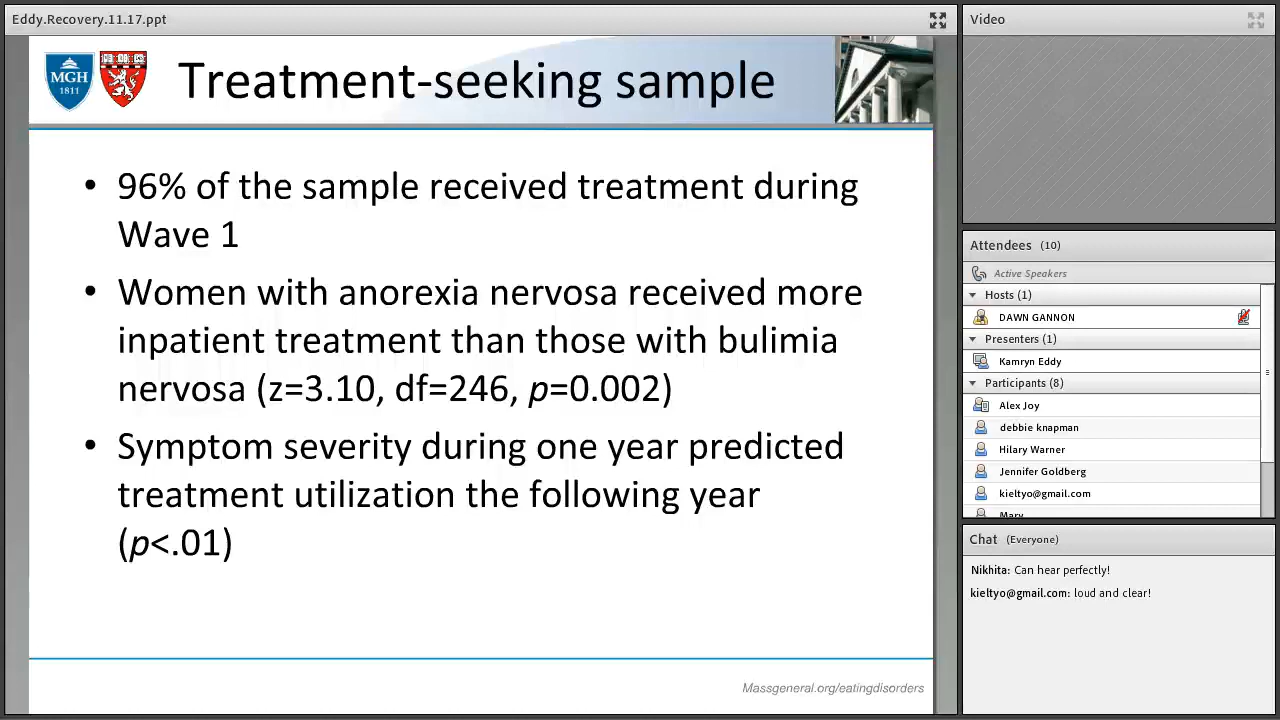 Eddy.Recovery.11.17.ppt
MGH
1811
Treatment-seeking sample
• 96% of the sample received treatment during
Wave 1
• Women with anorexia nervosa received more
inpatient treatment than those with bulimia
nervosa (z=3.10, df=246, p=0.002)
• Symptom severity during one year predicted
treatment utilization the following year
(p<.01)
Massgeneral.org/eatingdisorders
Video
Attendees (10)
Active Speakers
Hosts (1)
DAWN GANNON
Presenters (1)
Kamryn Eddy
Participants (8)
Alex Joy
debbie knapman
Hilary Warner
Jennifer Goldberg
kieltyo@gmail.com
Mary
Chat (Everyone)
Nikhita: Can hear perfectly!
kieltyo@gmail.com: loud and clear!